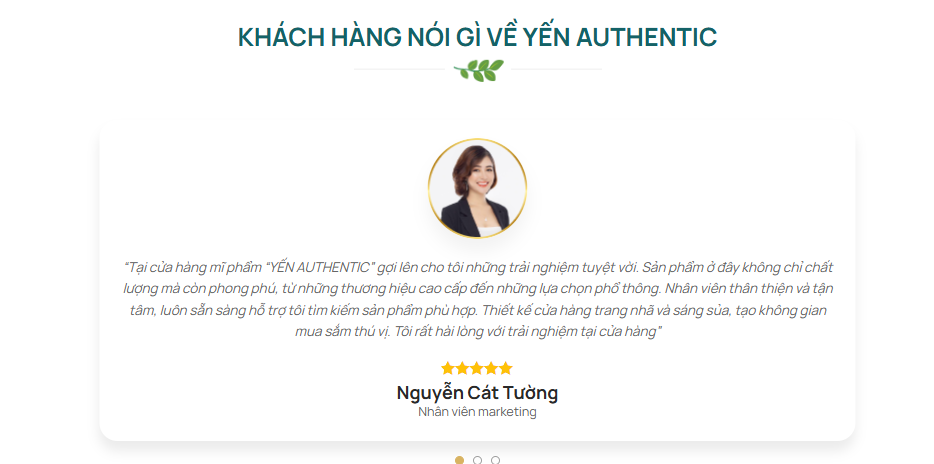 KHÁCH HÀNG NÓI GÌ VỀ YẾN AUTHENTIC
“Tại cửa hàng mĩ phẩm “YẾN AUTHENTIC” gợi lên cho tôi những trải nghiệm tuyệt vời. Sản phẩm ở đây không chỉ chất
lượng mà còn phong phú, từ những thương hiệu cao cấp đến những lựa chọn phổ thông. Nhân viên thân thiện và tận
tâm, luôn sẵn sàng hỗ trợ tôi tìm kiếm sản phẩm phù hợp. Thiết kế cửa hàng trang nhã và sáng sủa, tạo không gian
mua sắm thú vị. Tôi rất hài lòng với trải nghiệm tại cửa hàng”
Nguyễn Cát Tường
Nhân viên marketing